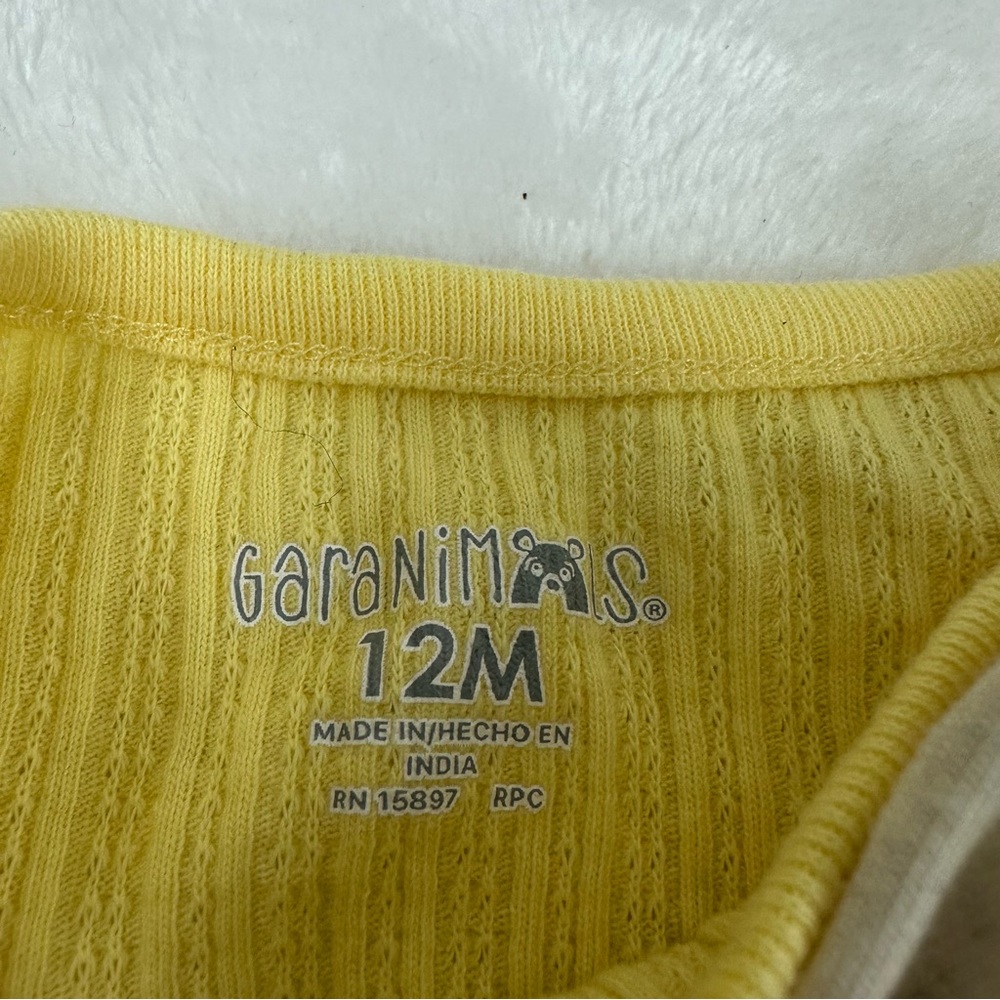 GaraNiMALS®
12M
MADE IN/HECHO EN
INDIA
RN 15897 RPC